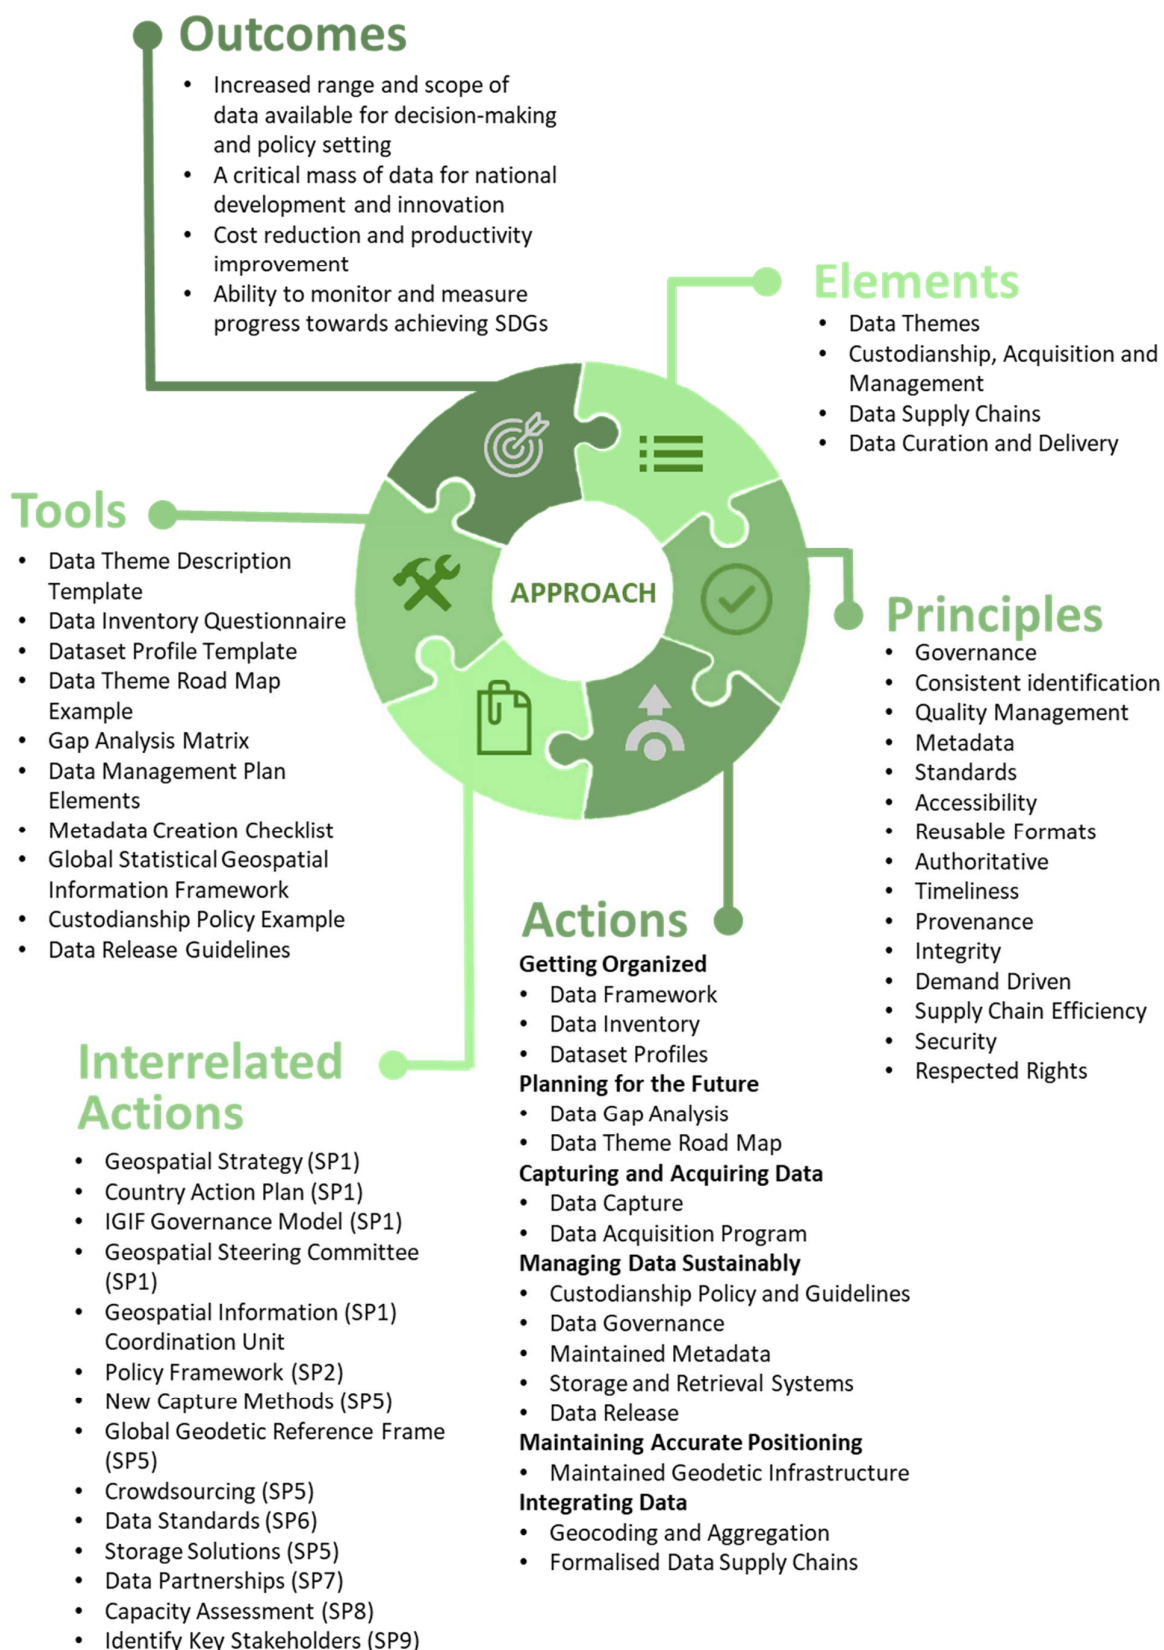 Outcomes
• Increased range and scope of
data available for decision-making
and policy setting
• A critical mass of data for national
development and innovation
• Cost reduction and productivity
improvement
• Ability to monitor and measure
progress towards achieving SDGs
Elements
• Data Themes
• Custodianship, Acquisition and
Management
• Data Supply Chains
• Data Curation and Delivery
Tools
• Data Theme Description
Template
• Data Inventory Questionnaire
• Dataset Profile Template
• Data Theme Road Map
Example
• Gap Analysis Matrix
• Data Management Plan
Elements
• Metadata Creation Checklist
• Global Statistical Geospatial
Information Framework
• Custodianship Policy Example
• Data Release Guidelines
APPROACH
Principles
• Governance
• Consistent identification
• Quality Management
• Metadata
• Standards
• Accessibility
• Reusable Formats
• Authoritative
• Timeliness
• Provenance
• Integrity
• Demand Driven
• Supply Chain Efficiency
• Security
• Respected Rights
Actions
Getting Organized
• Data Framework
• Data Inventory
• Dataset Profiles
Planning for the Future
• Data Gap Analysis
• Data Theme Road Map
Capturing and Acquiring Data
• Data Capture
• Data Acquisition Program
Managing Data Sustainably
• Custodianship Policy and Guidelines
• Data Governance
• Maintained Metadata
• Storage and Retrieval Systems
• Data Release
Maintaining Accurate Positioning
• Maintained Geodetic Infrastructure
Integrating Data
• Geocoding and Aggregation
• Formalised Data Supply Chains
Interrelated
Actions
• Geospatial Strategy (SP1)
• Country Action Plan (SP1)
• IGIF Governance Model (SP1)
• Geospatial Steering Committee
(SP1)
• Geospatial Information (SP1)
Coordination Unit
• Policy Framework (SP2)
• New Capture Methods (SP5)
• Global Geodetic Reference Frame
(SP5)
• Crowdsourcing (SP5)
• Data Standards (SP6)
• Storage Solutions (SP5)
• Data Partnerships (SP7)
• Capacity Assessment (SP8)
• Identify Key Stakeholders (SP9)